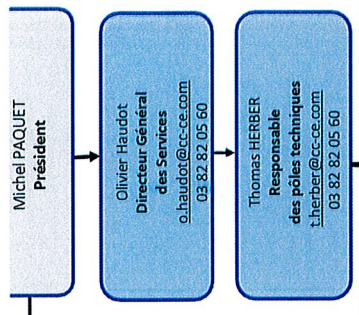 Michel PAQUET
Président
Olivier Haudot
Directeur Général
des Services
o.haudot@cc-ce.com
03 82 82 05 60
Thomas HERBER
Responsable
des pôles techniques
t.herber@cc-ce.com
03 82 82 05 60